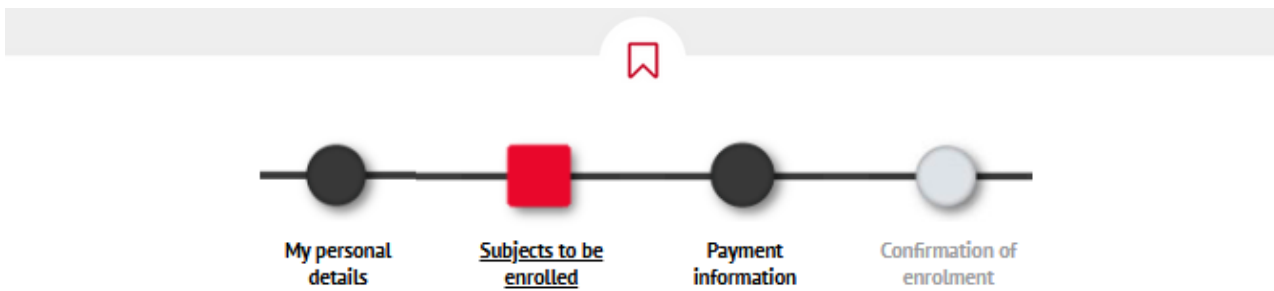 My personal
details
Subjects to be
enrolled
Payment
information
Confirmation of
enrolment